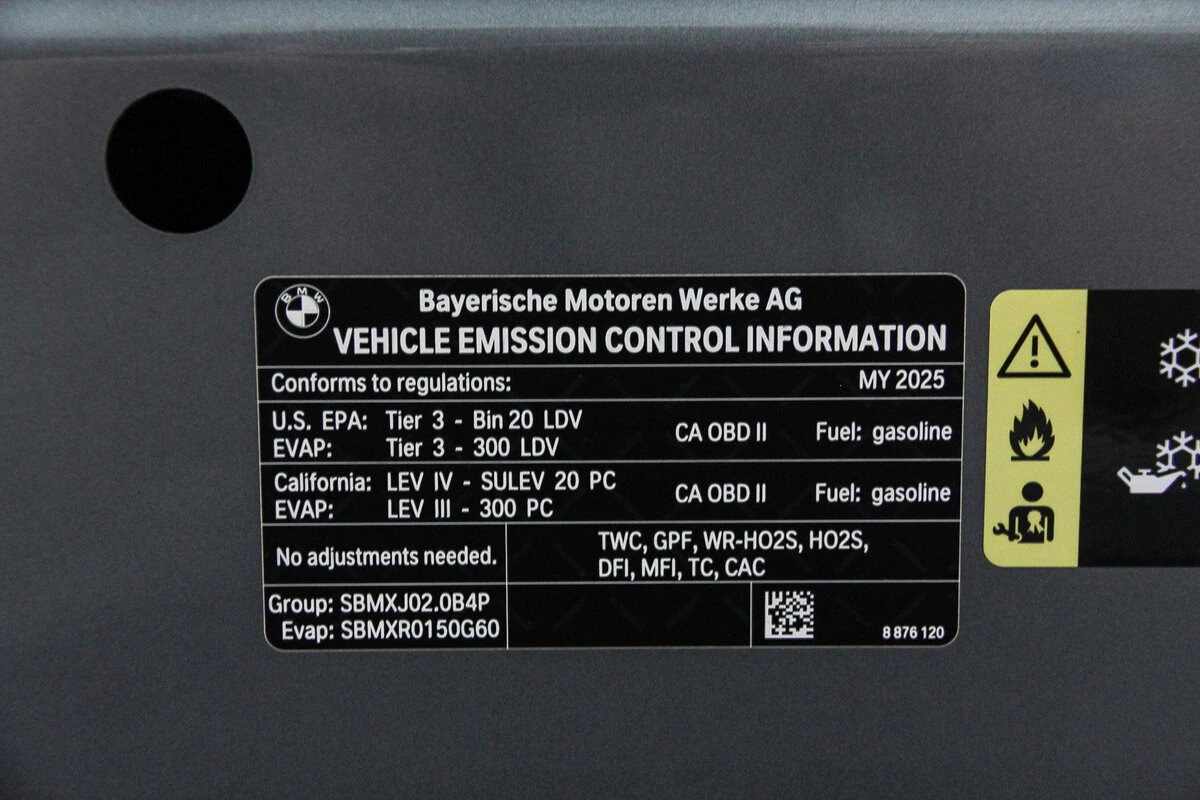 BMW
Bayerische Motoren Werke AG
VEHICLE EMISSION CONTROL INFORMATION
Conforms to regulations: MY 2025
U.S. EPA: Tier 3 - Bin 20 LDV CA OBD II Fuel: gasoline
EVAP: Tier 3 - 300 LDV
California: LEV IV - SULEV 20 PC CA OBD II Fuel: gasoline
EVAP: LEV III - 300 PC
No adjustments needed.
TWC, GPF, WR-HO2S, HO2S,
DFI, MFI, TC, CAC
Group: SBMXJ02.0B4P
Evap: SBMXR0150G60
8 876 120